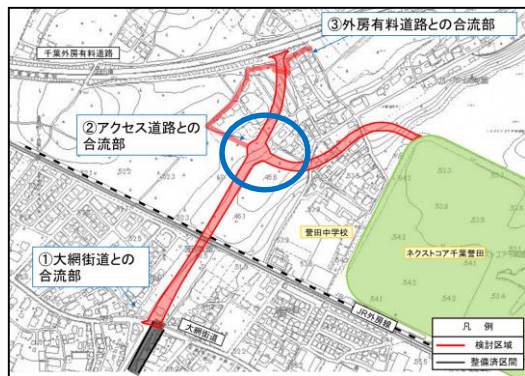 ③外房有料道路との合流部
千葉外房有料道路
②アクセス道路との
合流部
誉田中学校
ネクストコア千葉誉田
①大網街道との
合流部
大網街道
JR外房線
凡 例
検討区域
整備済区間